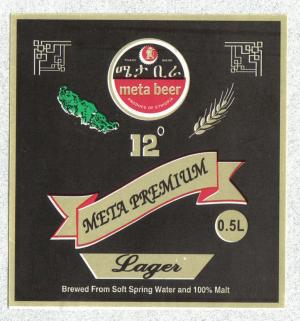 ሜታ ቢራ
meta beer
PRODUCE OF ETHIOPIA
12°
META PREMIUM
0.5L
Lager
Brewed From Soft Spring Water and 100% Malt